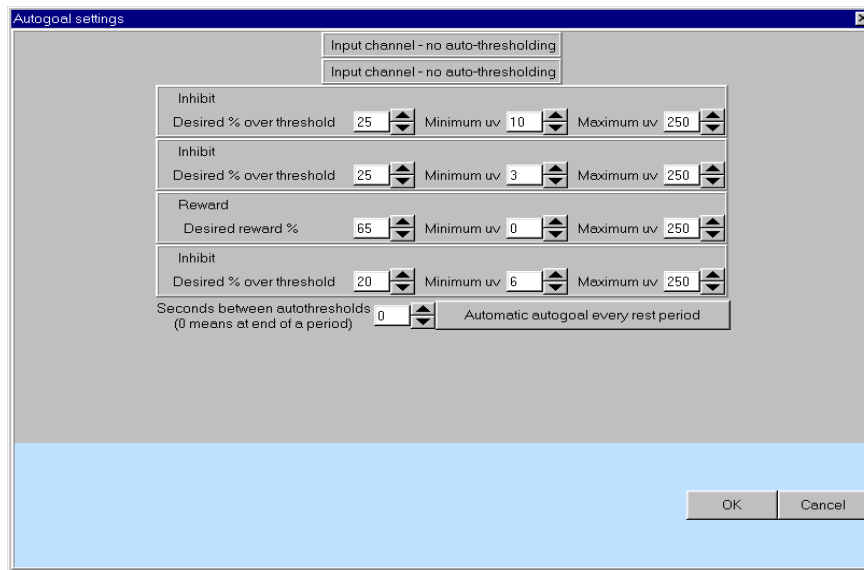 Autogoal settings
Input channel - no auto-thresholding
Input channel - no auto-thresholding
Inhibit
Desired % over threshold 25 Minimum uv 10 Maximum uv 250
Inhibit
Desired % over threshold 25 Minimum uv 3 Maximum uv 250
Reward
Desired reward % 65 Minimum uv 0 Maximum uv 250
Inhibit
Desired % over threshold 20 Minimum uv 6 Maximum uv 250
Seconds between autothresholds
(0 means at end of a period) 0 Automatic autogoal every rest period
OK Cancel